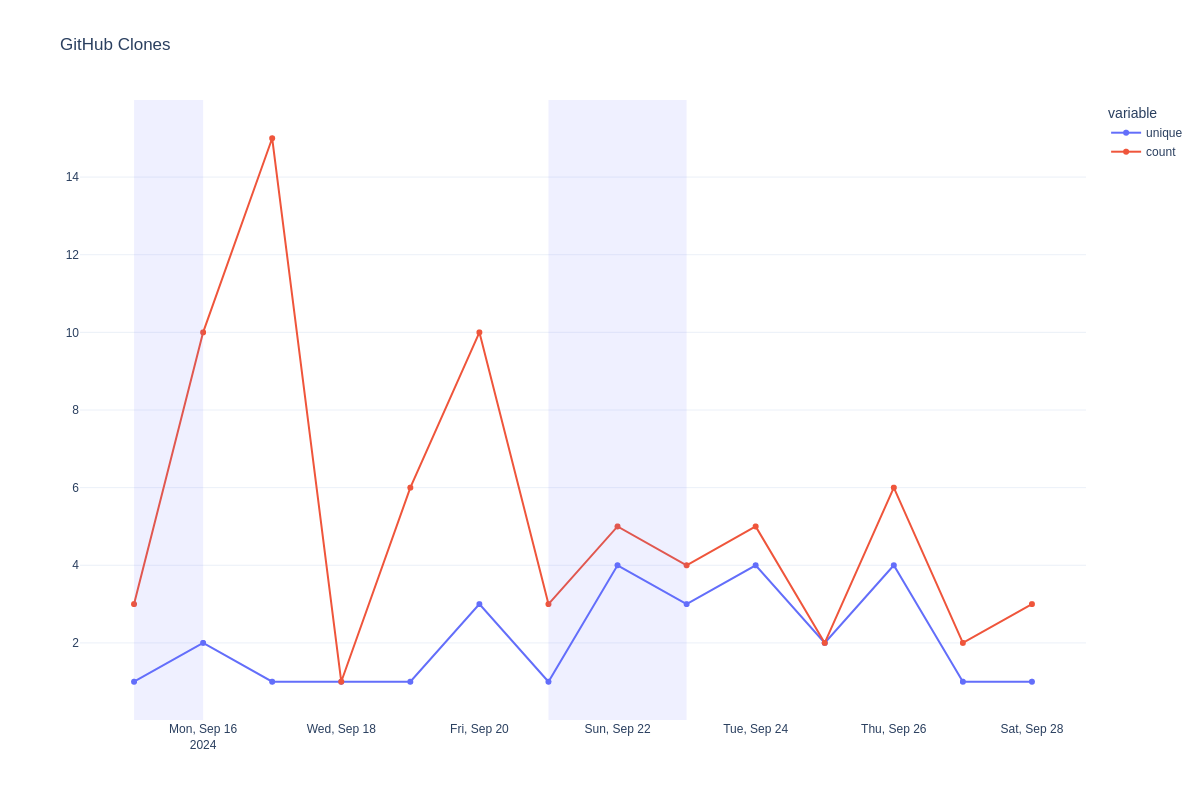 GitHub Clones
variable
unique
count
14
12
10
8
6
4
2
Mon, Sep 16
2024
Wed, Sep 18
Fri, Sep 20
Sun, Sep 22
Tue, Sep 24
Thu, Sep 26
Sat, Sep 28